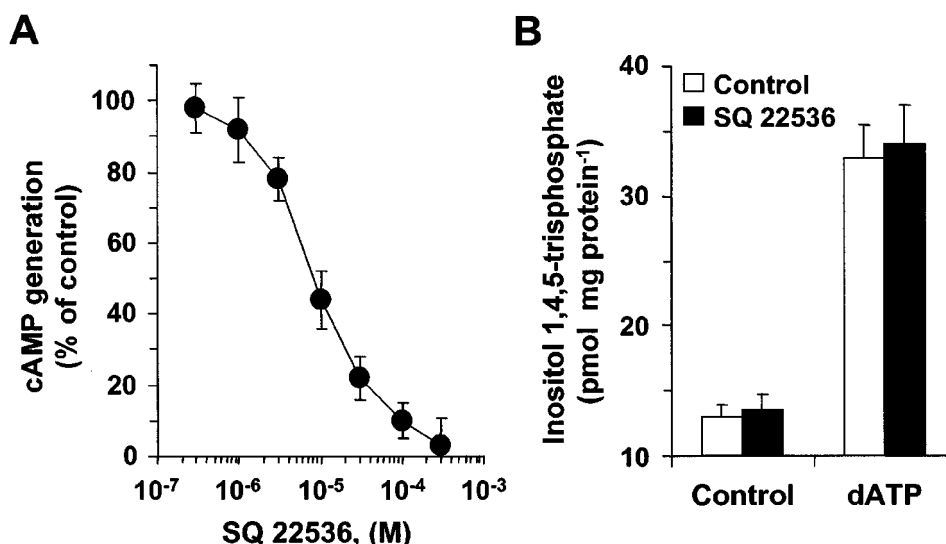 A
cAMP generation
(% of control)
100
80
60
40
20
0
10⁻⁷ 10⁻⁶ 10⁻⁵ 10⁻⁴ 10⁻³
SQ 22536, (M)
B
Inositol 1,4,5-trisphosphate
(pmol mg protein⁻¹)
40
30
20
10
Control
SQ 22536
Control dATP